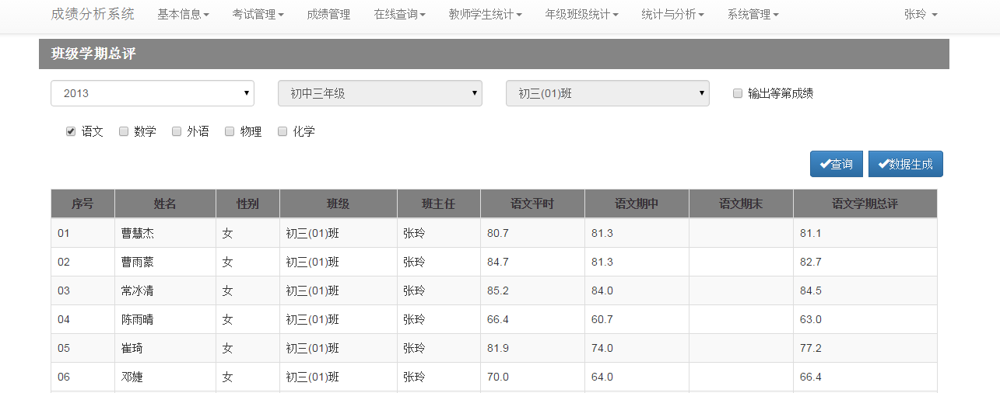 成绩分析系统 基本信息 考试管理 成绩管理 在线查询 教师学生统计 年级班级统计 统计与分析 系统管理 张玲
班级学期总评
2013 初中三年级 初三(01)班 输出等第成绩
语文 数学 外语 物理 化学
查询 数据生成
序号 姓名 性别 班级 班主任 语文平时 语文期中 语文期末 语文学期总评
01 曹慧杰 女 初三(01)班 张玲 80.7 81.3 81.1
02 曹雨蒙 女 初三(01)班 张玲 84.7 81.3 82.7
03 常冰清 女 初三(01)班 张玲 85.2 84.0 84.5
04 陈雨晴 女 初三(01)班 张玲 66.4 60.7 63.0
05 崔琦 女 初三(01)班 张玲 81.9 74.0 77.2
06 邓婕 女 初三(01)班 张玲 70.0 64.0 66.4